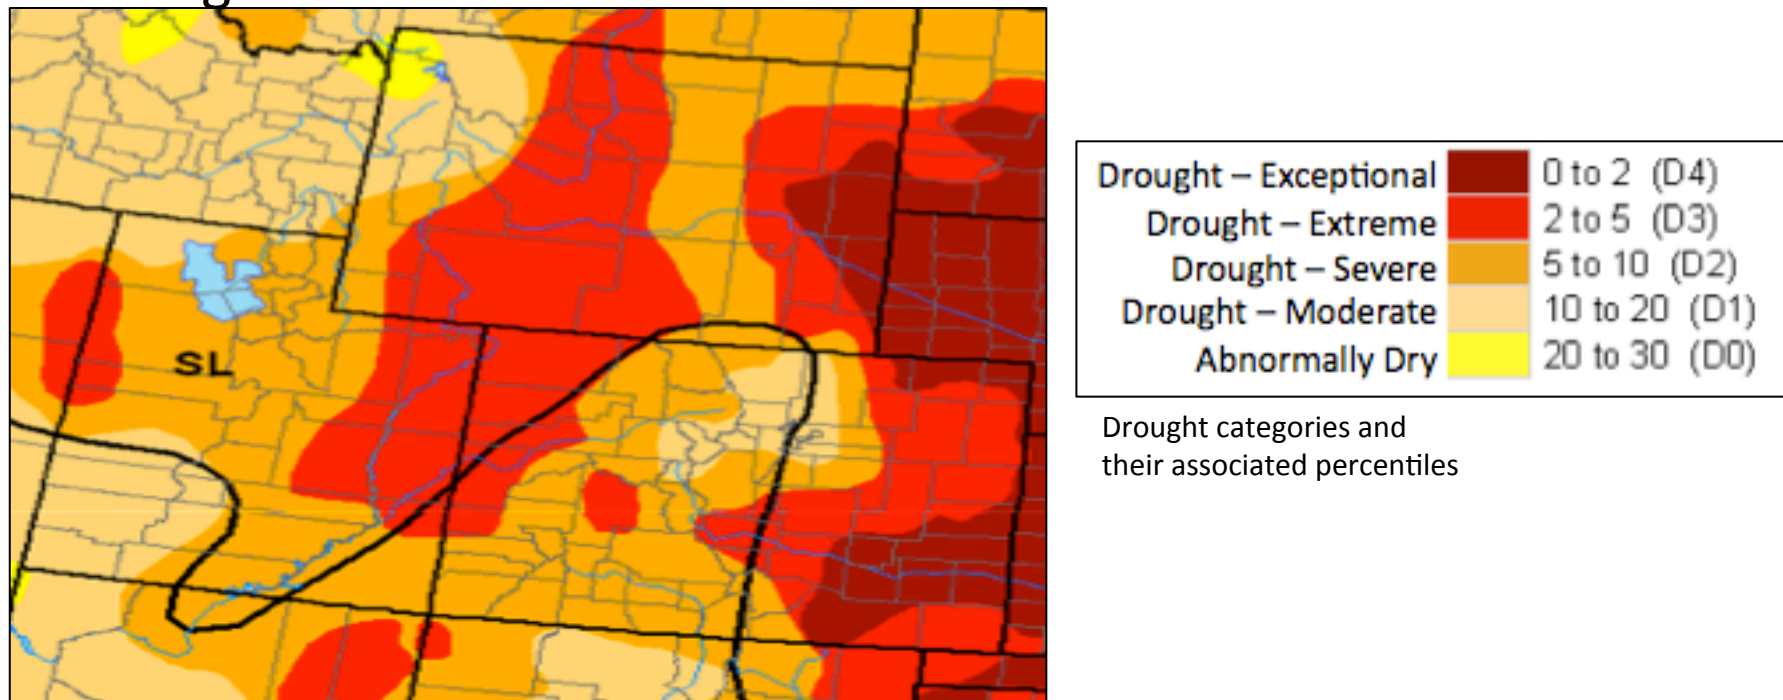 SL
Drought – Exceptional 0 to 2 (D4)
Drought – Extreme 2 to 5 (D3)
Drought – Severe 5 to 10 (D2)
Drought – Moderate 10 to 20 (D1)
Abnormally Dry 20 to 30 (D0)
Drought categories and
their associated percentiles